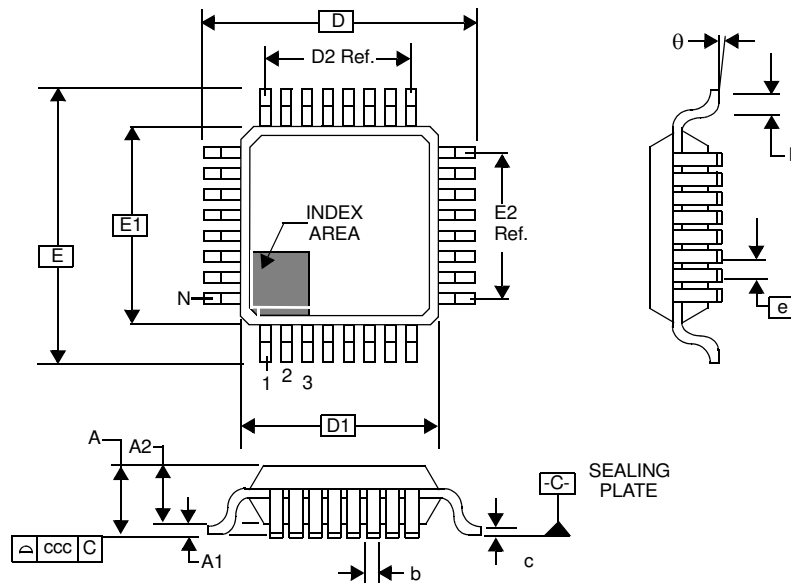 D
θ
D2 Ref.
E1
E
INDEX
AREA
E2
Ref.
N
e
1
2
3
D1
A
A2
-C-
SEALING
PLATE
ccc C
A1
b
c